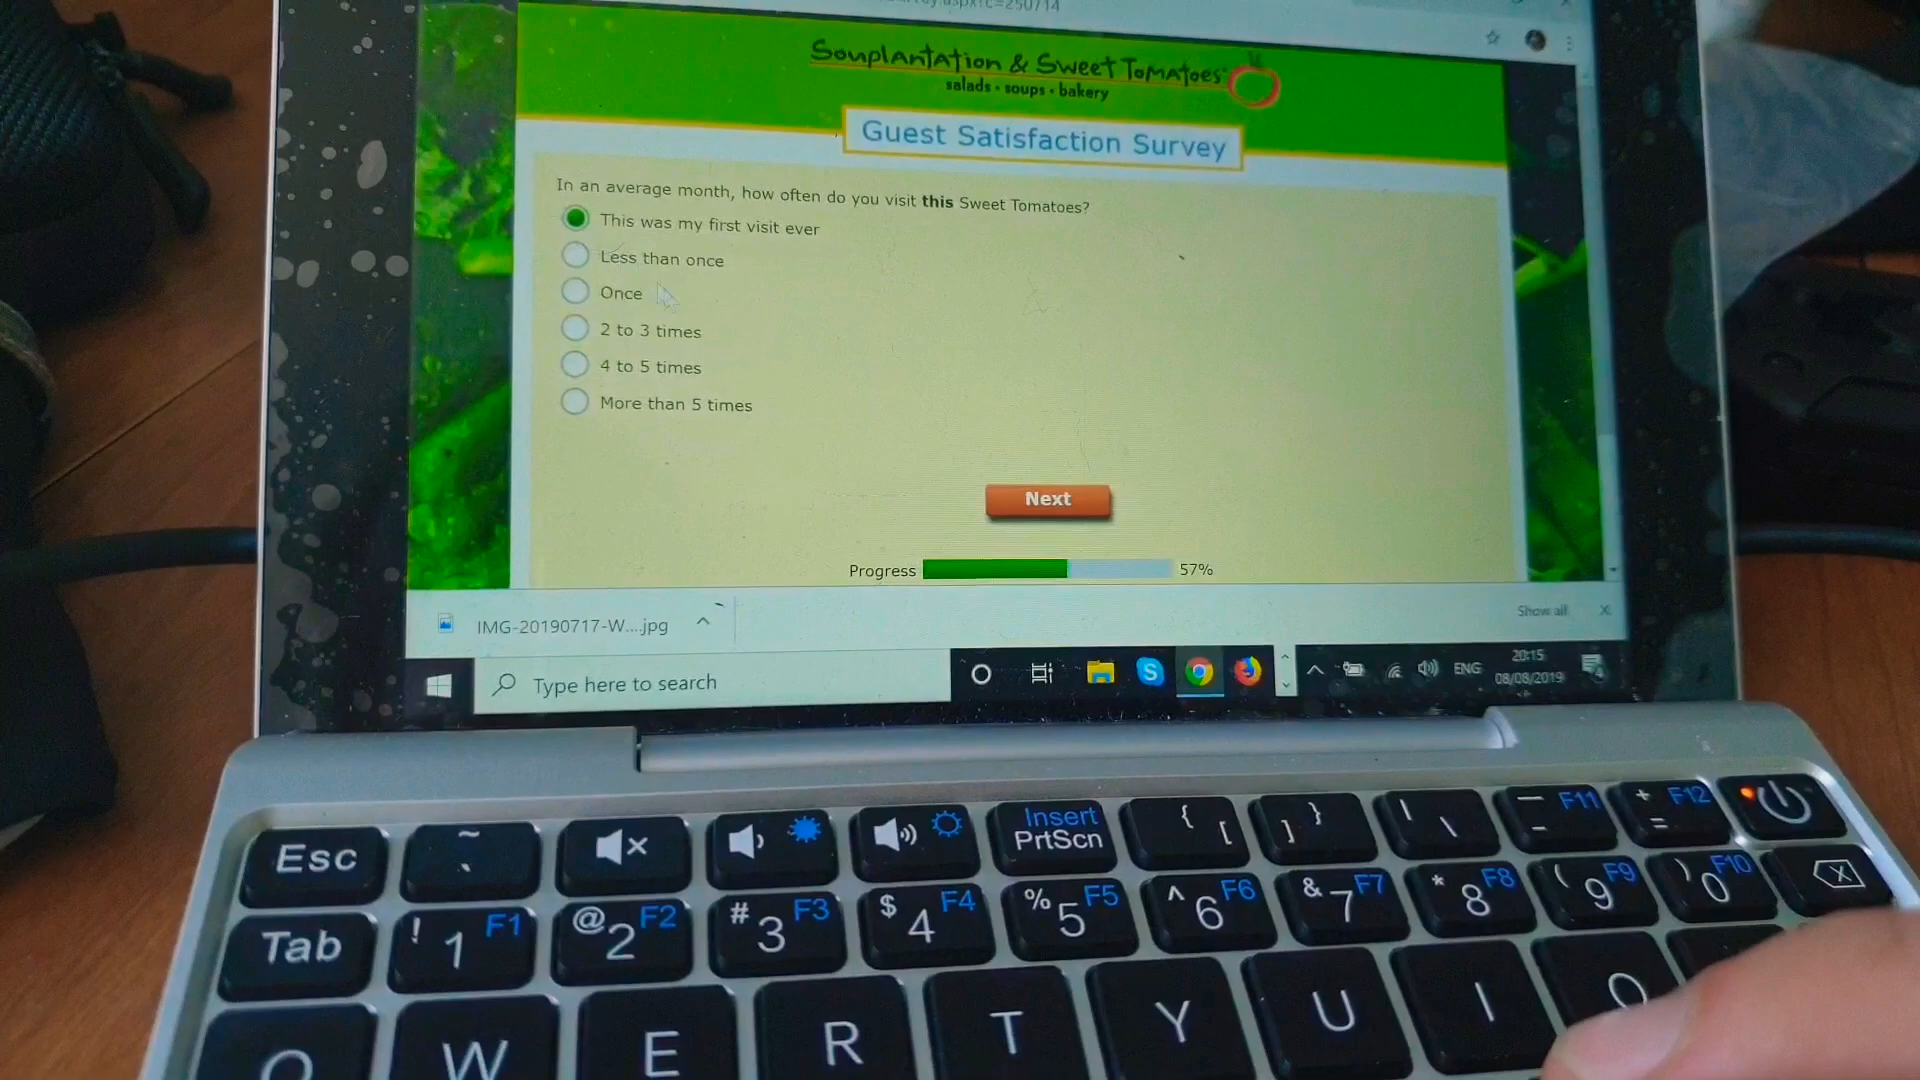 Souplantation & Sweet Tomatoes
salads • soups • bakery
Guest Satisfaction Survey
In an average month, how often do you visit this Sweet Tomatoes?
This was my first visit ever
Less than once
Once
2 to 3 times
4 to 5 times
More than 5 times
Next
Progress 57%
IMG-20190717-W....jpg
Show all
Type here to search
ENG
20:15
08/08/2019
Esc ~ ` Insert PrtScn { [ ] } | \ — - F11 + = F12
Tab ! 1 F1 @ 2 F2 # 3 F3 $ 4 F4 % 5 F5 ^ 6 F6 & 7 F7 * 8 F8 ( 9 F9 ) 0 F10
Q W E R T Y U I O